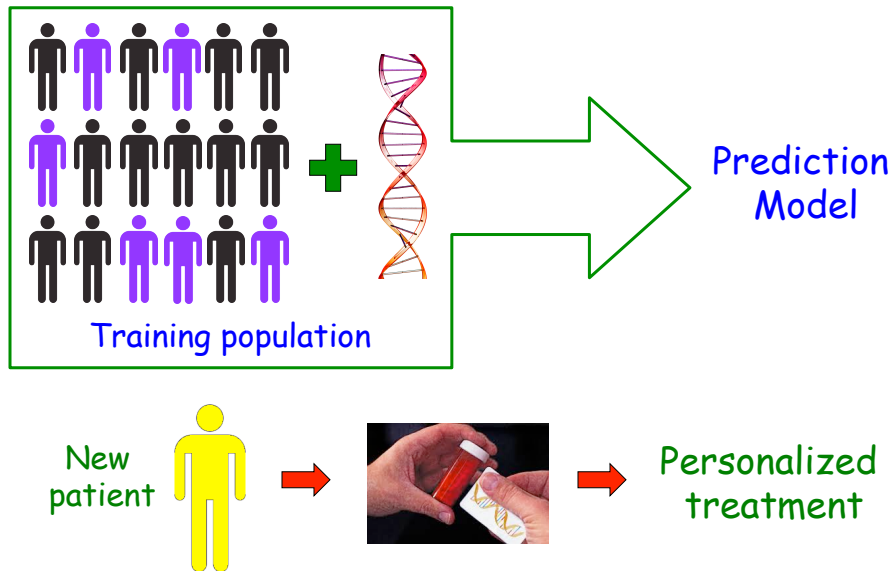 Prediction
Model
Training population
New
patient
Personalized
treatment